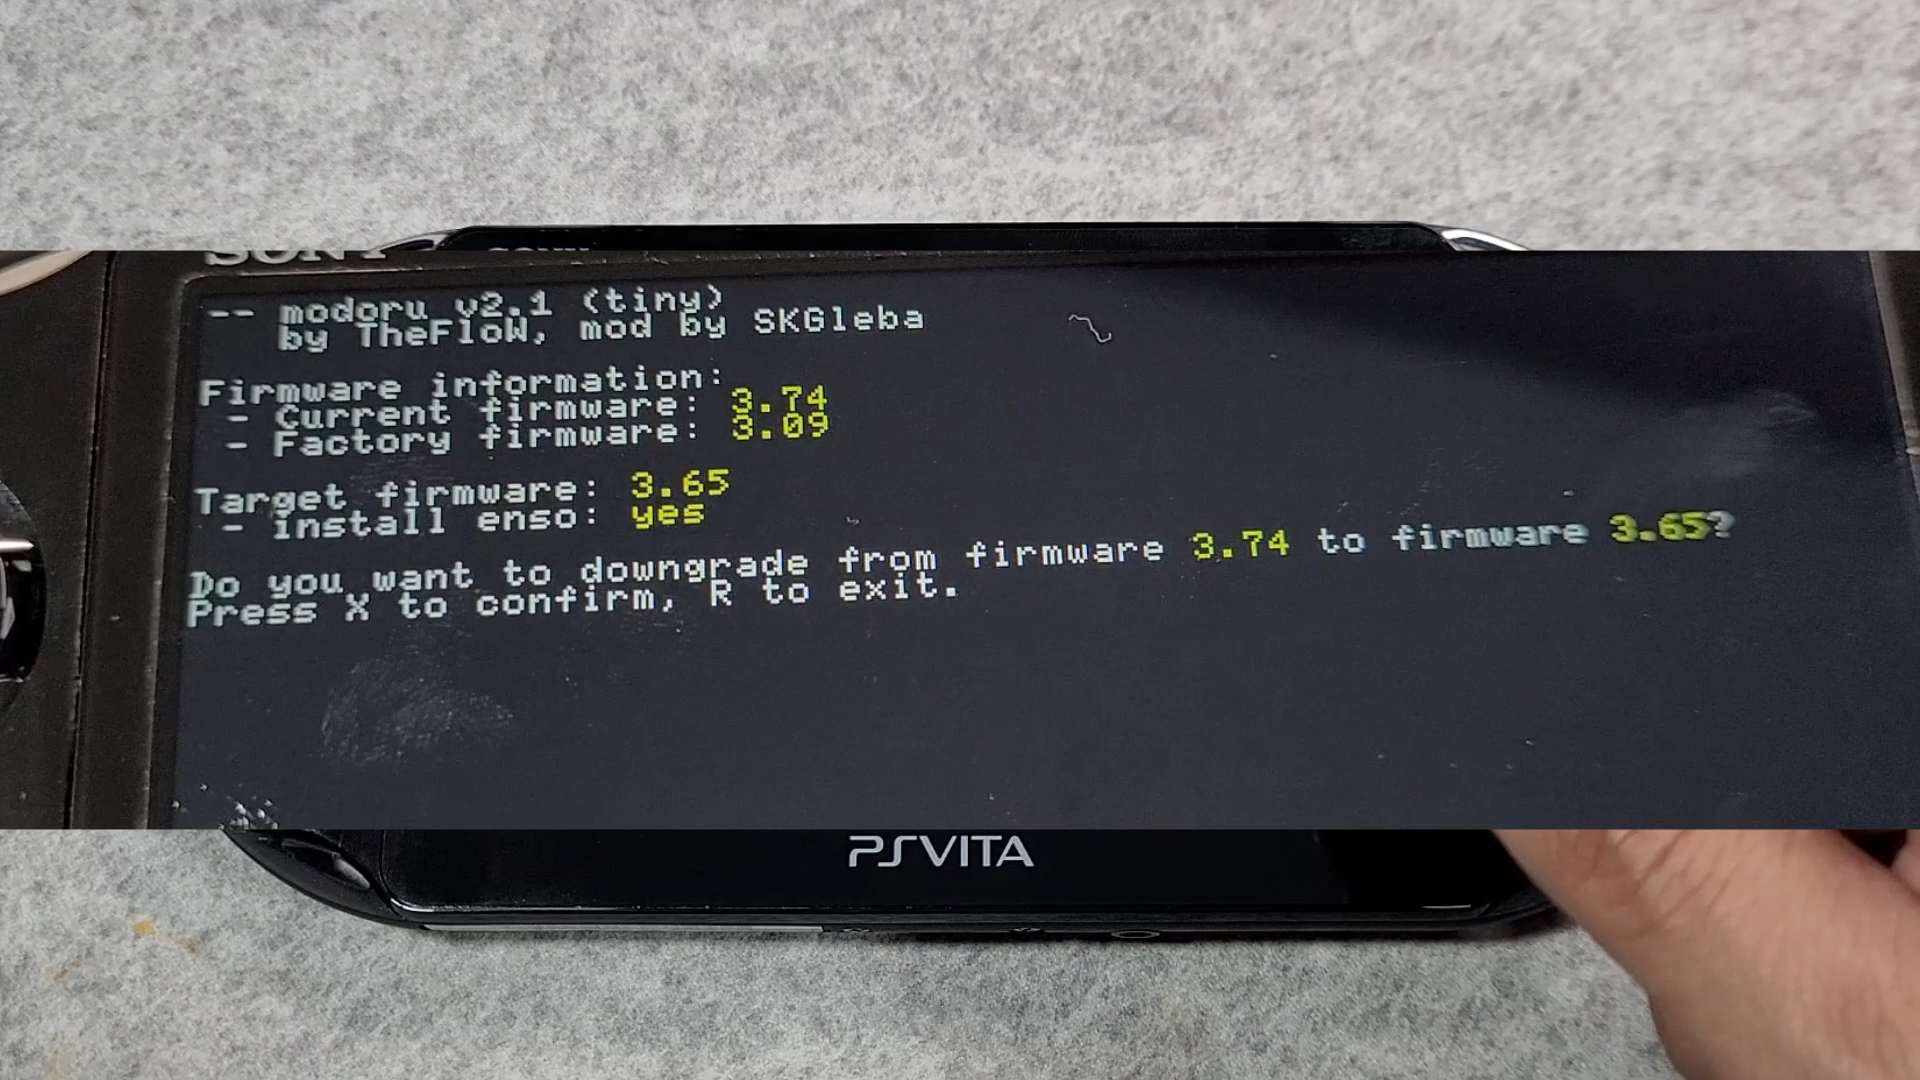 SONY
-- modoru v2.1 (tiny)
by TheFloW, mod by SKGleba
Firmware information:
- Current firmware: 3.74
- Factory firmware: 3.09
Target firmware: 3.65
- install enso: yes
Do you want to downgrade from firmware 3.74 to firmware 3.65?
Press X to confirm, R to exit.
PSVITA